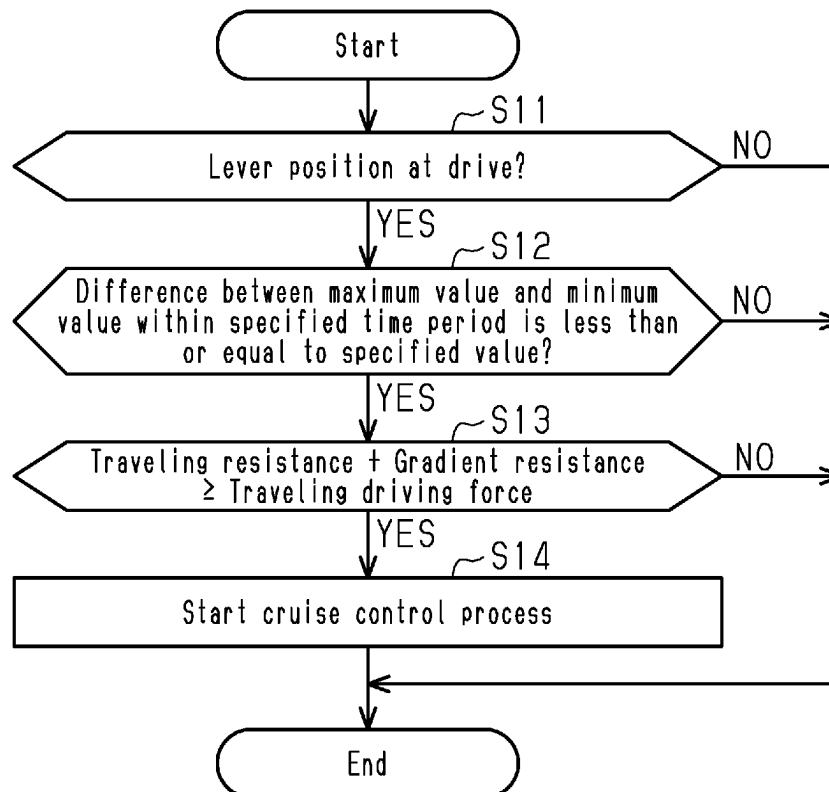 Start
S11
Lever position at drive?
NO
YES
S12
Difference between maximum value and minimum
value within specified time period is less than
or equal to specified value?
NO
YES
S13
Traveling resistance + Gradient resistance
≥ Traveling driving force
NO
YES
S14
Start cruise control process
End